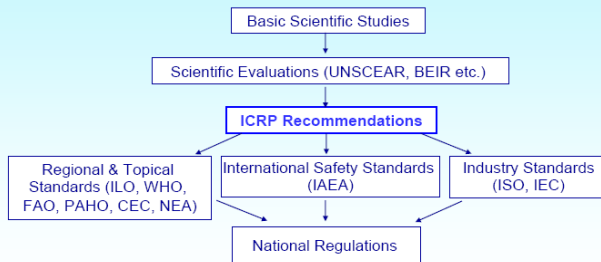 Basic Scientific Studies
Scientific Evaluations (UNSCEAR, BEIR etc.)
ICRP Recommendations
Regional & Topical
Standards (ILO, WHO,
FAO, PAHO, CEC, NEA)
International Safety Standards
(IAEA)
Industry Standards
(ISO, IEC)
National Regulations